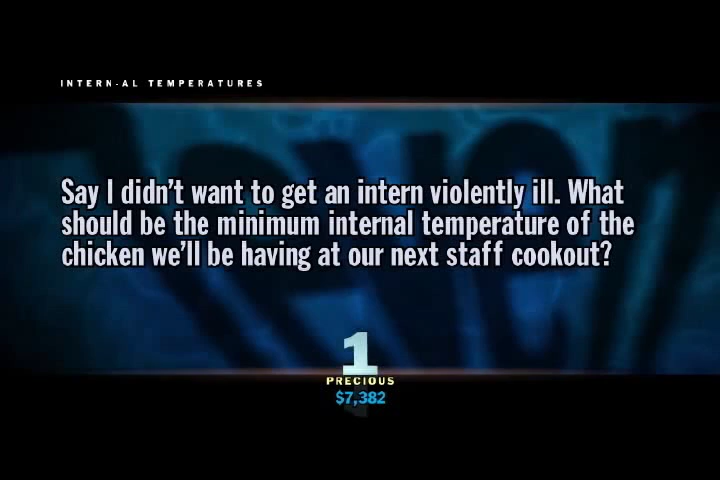 INTERN-AL TEMPERATURES
Say I didn't want to get an intern violently ill. What
should be the minimum internal temperature of the
chicken we'll be having at our next staff cookout?
1
PRECIOUS
$7,382